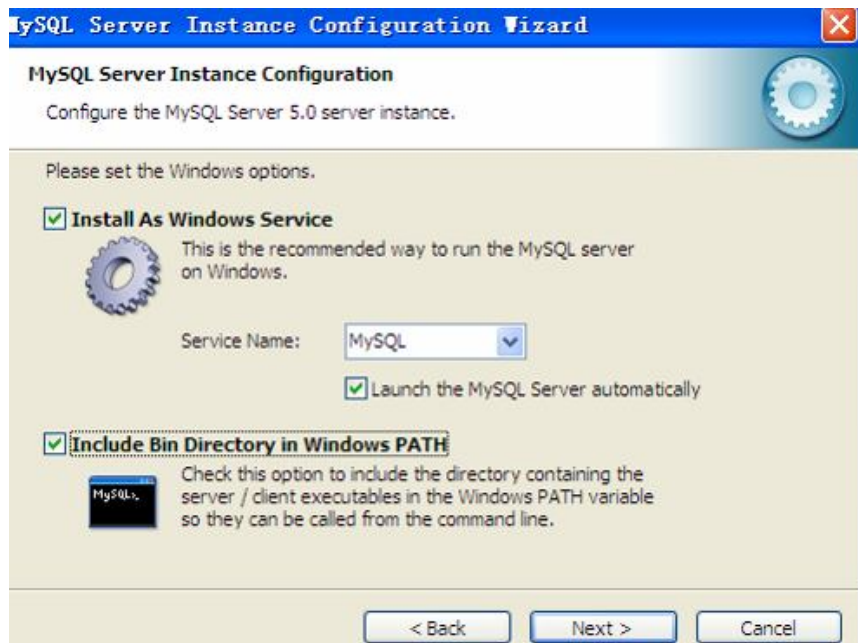 MySQL Server Instance Configuration Wizard
MySQL Server Instance Configuration
Configure the MySQL Server 5.0 server instance.
Please set the Windows options.
Install As Windows Service
This is the recommended way to run the MySQL server
on Windows.
Service Name: MySQL
Launch the MySQL Server automatically
Include Bin Directory in Windows PATH
Check this option to include the directory containing the
server / client executables in the Windows PATH variable
so they can be called from the command line.
MySQL>_
< Back Next > Cancel